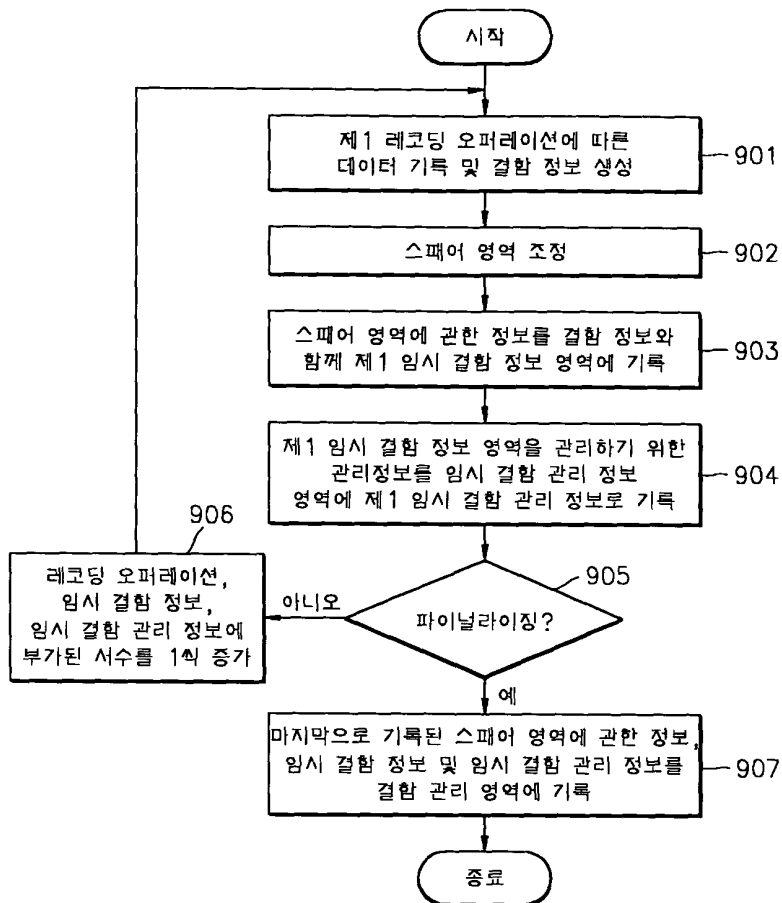 시작
제1 레코딩 오퍼레이션에 따른
데이터 기록 및 결함 정보 생성
901
스패어 영역 조정
902
스패어 영역에 관한 정보를 결함 정보와
함께 제1 임시 결함 정보 영역에 기록
903
제1 임시 결함 정보 영역을 관리하기 위한
관리정보를 임시 결함 관리 정보
영역에 제1 임시 결함 관리 정보로 기록
904
파이널라이징?
905
아니오
906
레코딩 오퍼레이션,
임시 결함 정보,
임시 결함 관리 정보에
부가된 서수를 1씩 증가
예
마지막으로 기록된 스패어 영역에 관한 정보,
임시 결함 정보 및 임시 결함 관리 정보를
결함 관리 영역에 기록
907
종료